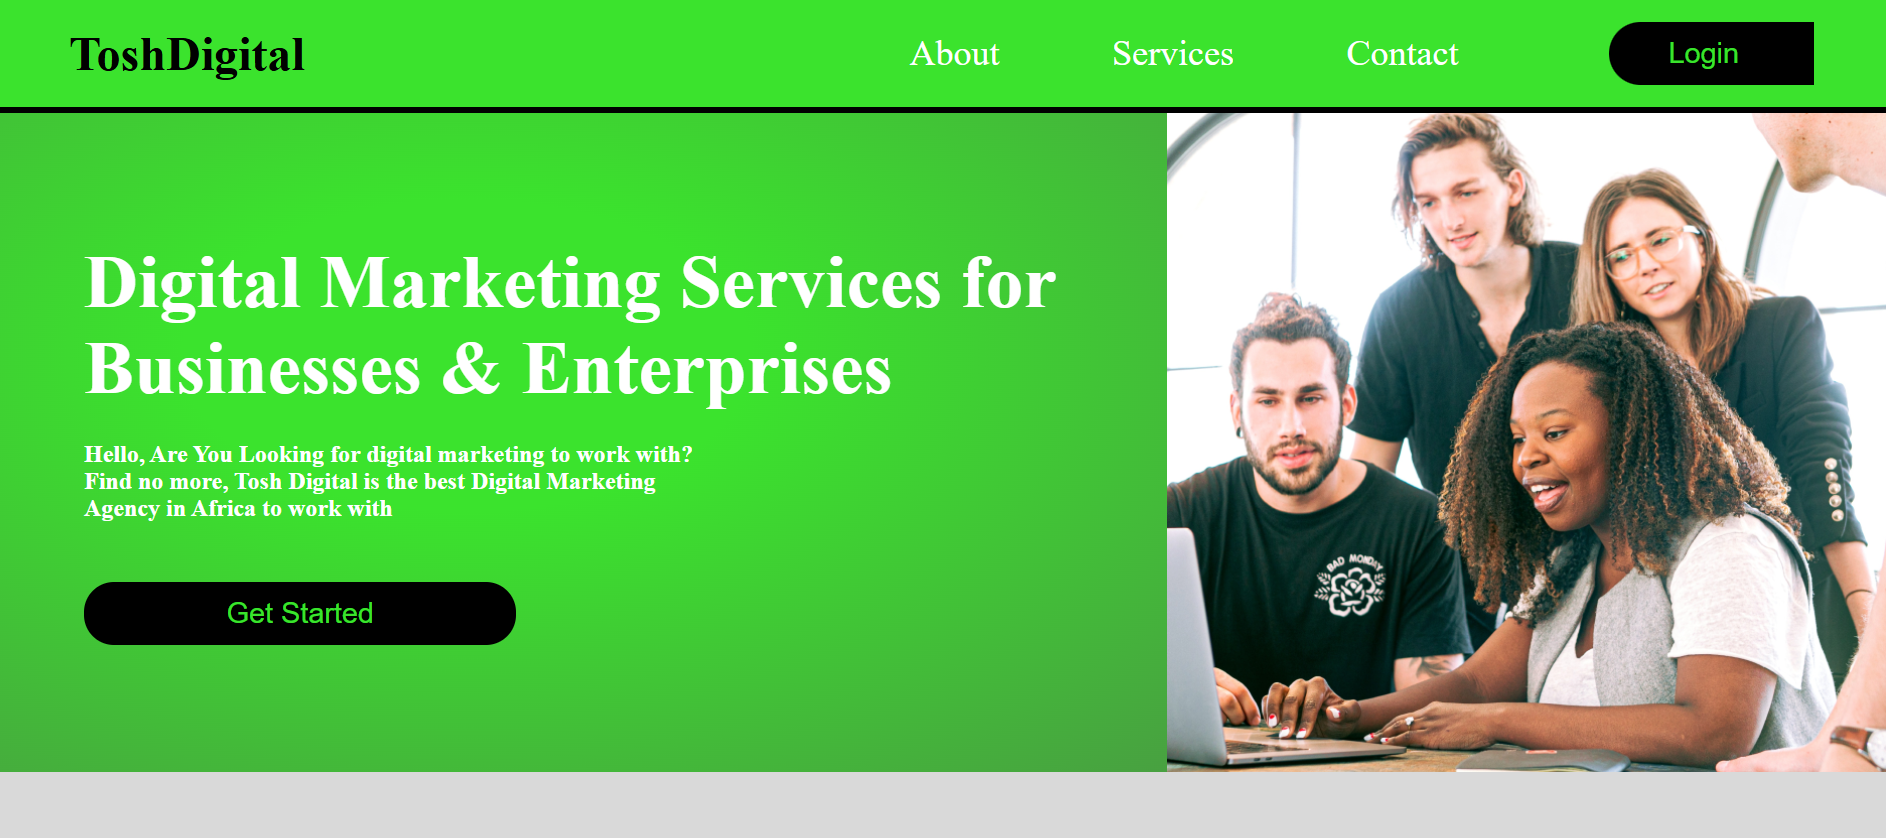 ToshDigital
About
Services
Contact
Login
Digital Marketing Services for
Businesses & Enterprises
Hello, Are You Looking for digital marketing to work with?
Find no more, Tosh Digital is the best Digital Marketing
Agency in Africa to work with
Get Started
BAD MONDAY